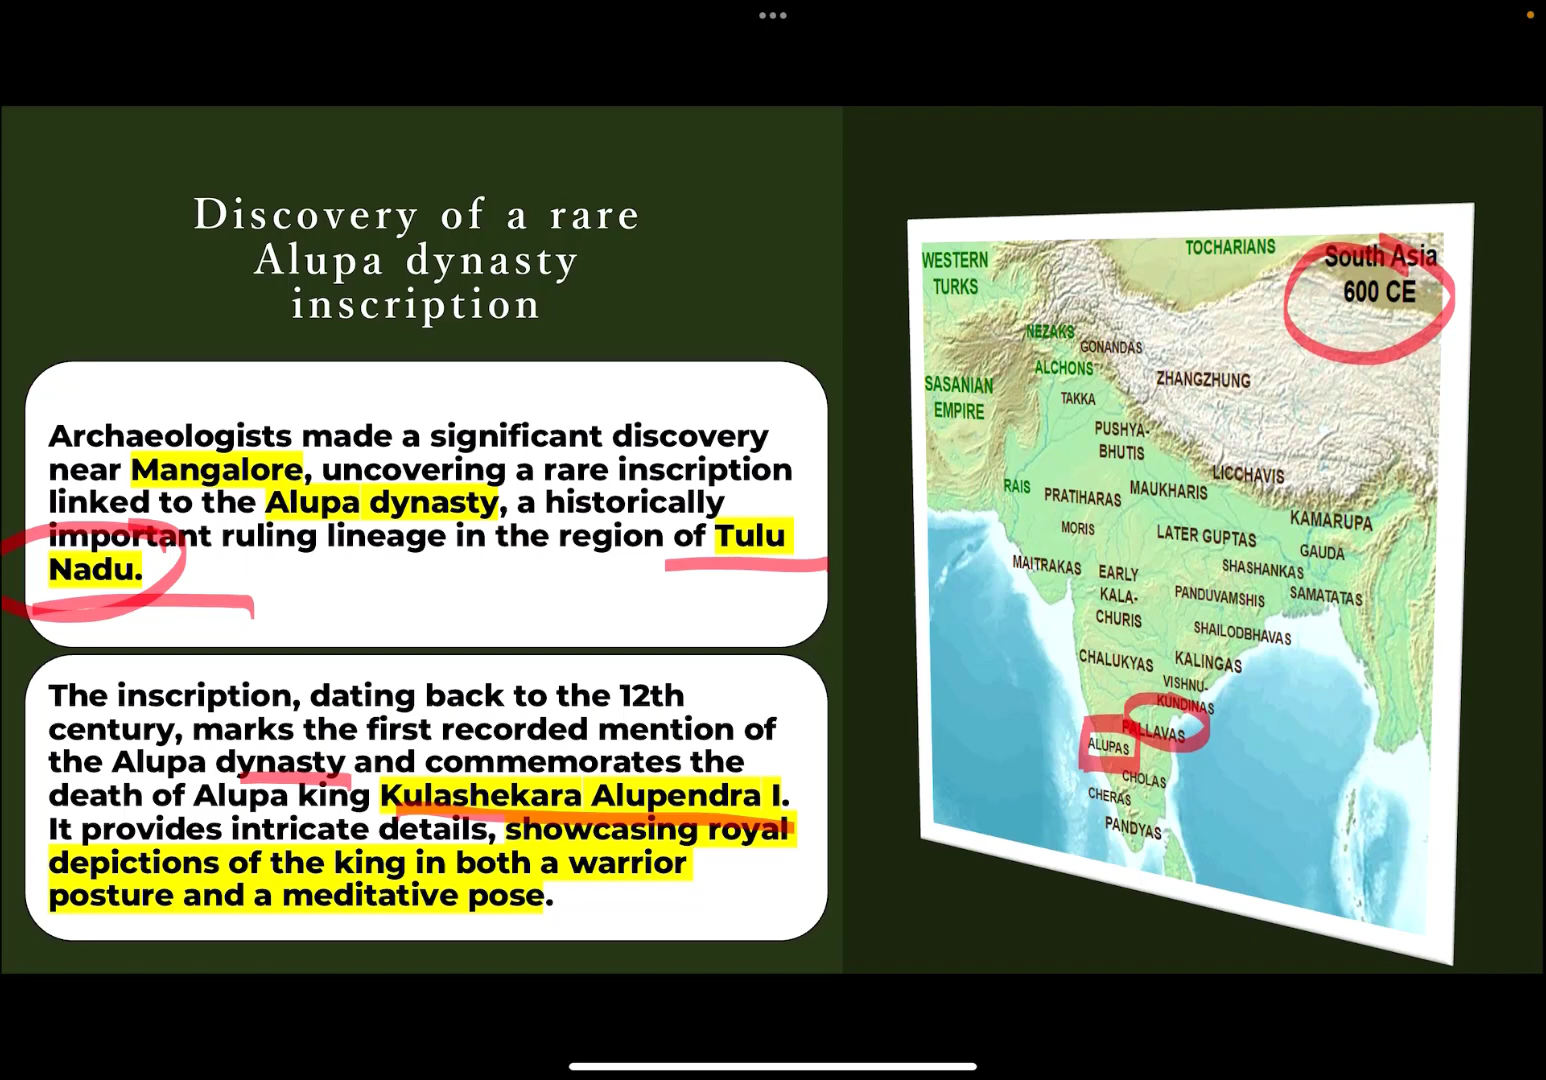 Discovery of a rare
Alupa dynasty
inscription
Archaeologists made a significant discovery
near Mangalore, uncovering a rare inscription
linked to the Alupa dynasty, a historically
important ruling lineage in the region of Tulu
Nadu.
The inscription, dating back to the 12th
century, marks the first recorded mention of
the Alupa dynasty and commemorates the
death of Alupa king Kulashekara Alupendra I.
It provides intricate details, showcasing royal
depictions of the king in both a warrior
posture and a meditative pose.
South Asia
600 CE
TOCHARIANS
WESTERN
TURKS
NEZAKS
GONANDAS
ALCHONS
ZHANGZHUNG
SASANIAN
EMPIRE
TAKKA
PUSHYA-
BHUTIS
LICCHAVIS
RAIS
PRATIHARAS
MAUKHARIS
KAMARUPA
MORIS
LATER GUPTAS
GAUDA
MAITRAKAS
EARLY
KALA-
CHURIS
SHASHANKAS
PANDUVAMSHIS
SAMATATAS
SHAILODBHAVAS
CHALUKYAS
KALINGAS
VISHNU-
KUNDINAS
PALLAVAS
ALUPAS
CHOLAS
CHERAS
PANDYAS